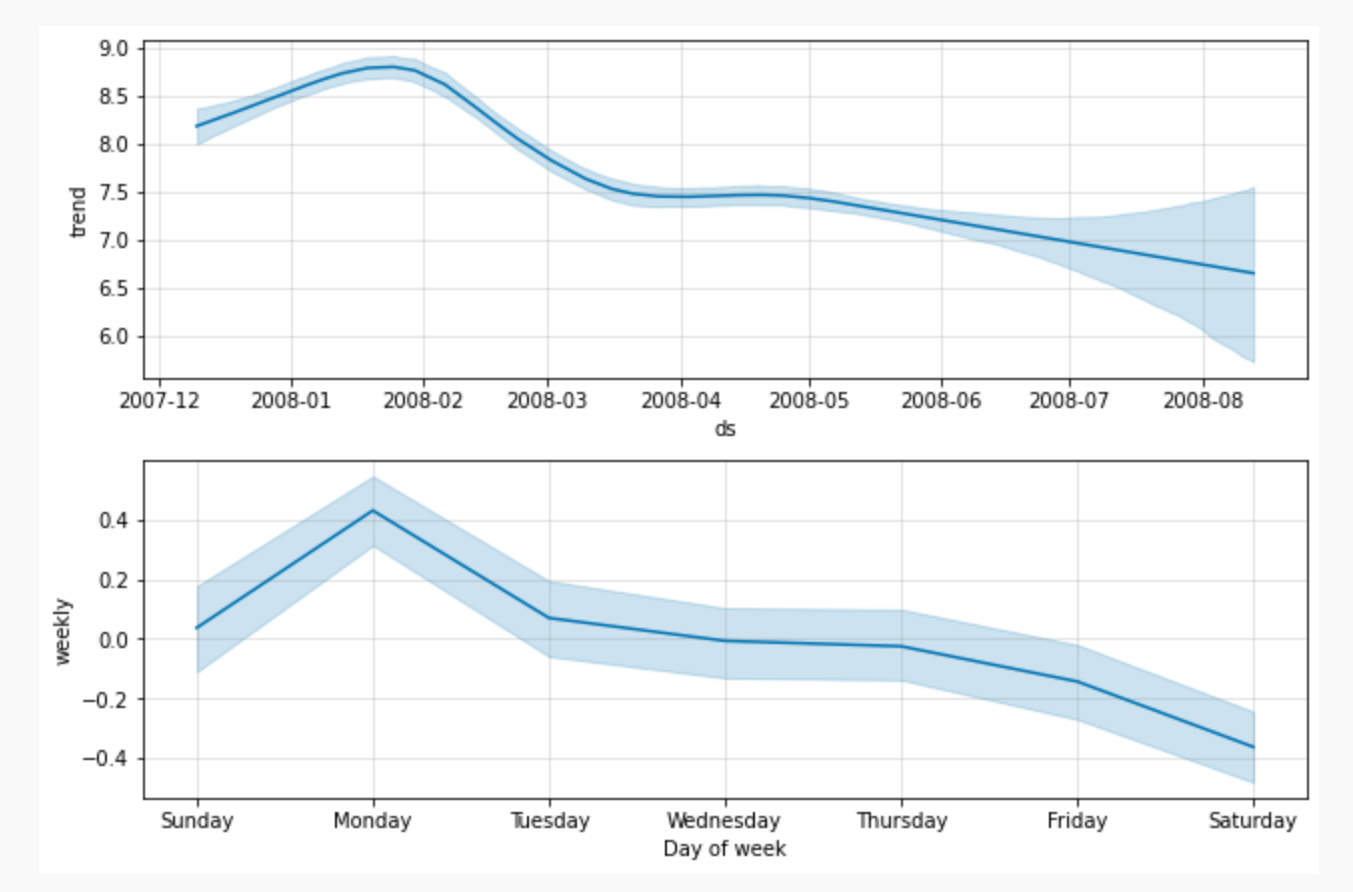 9.0
8.5
8.0
7.5
7.0
6.5
6.0
trend
2007-12 2008-01 2008-02 2008-03 2008-04 2008-05 2008-06 2008-07 2008-08
ds
0.4
0.2
0.0
−0.2
−0.4
weekly
Sunday Monday Tuesday Wednesday Thursday Friday Saturday
Day of week